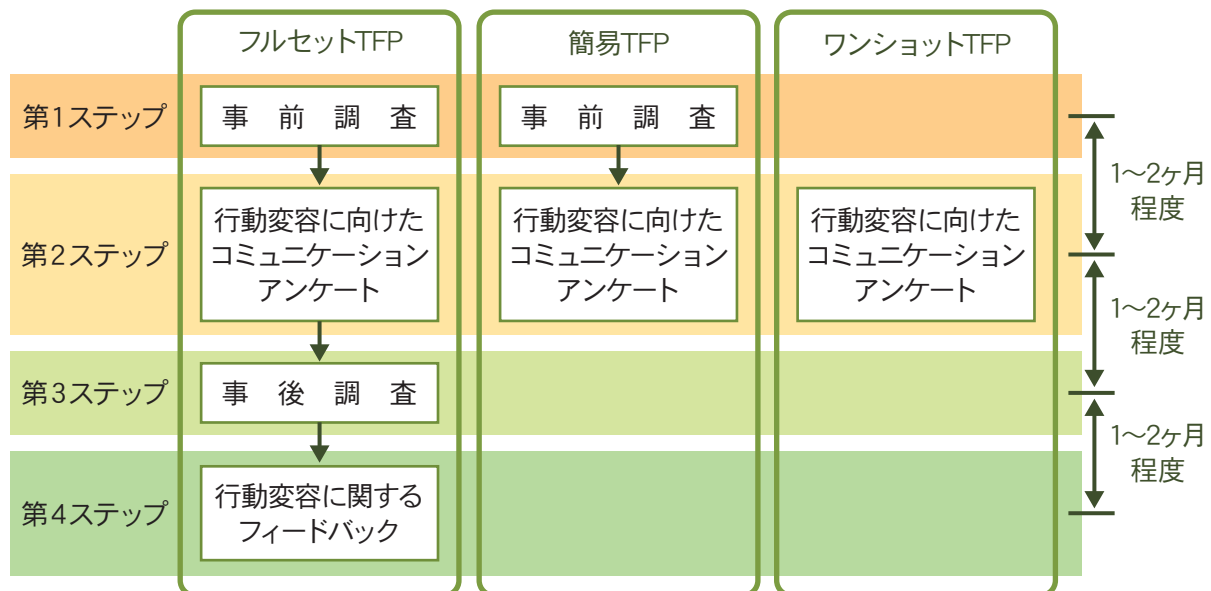 フルセットTFP
簡易TFP
ワンショットTFP
第1ステップ
事前調査
事前調査
第2ステップ
行動変容に向けた
コミュニケーション
アンケート
行動変容に向けた
コミュニケーション
アンケート
行動変容に向けた
コミュニケーション
アンケート
第3ステップ
事後調査
第4ステップ
行動変容に関する
フィードバック
1〜2ヶ月
程度
1〜2ヶ月
程度
1〜2ヶ月
程度